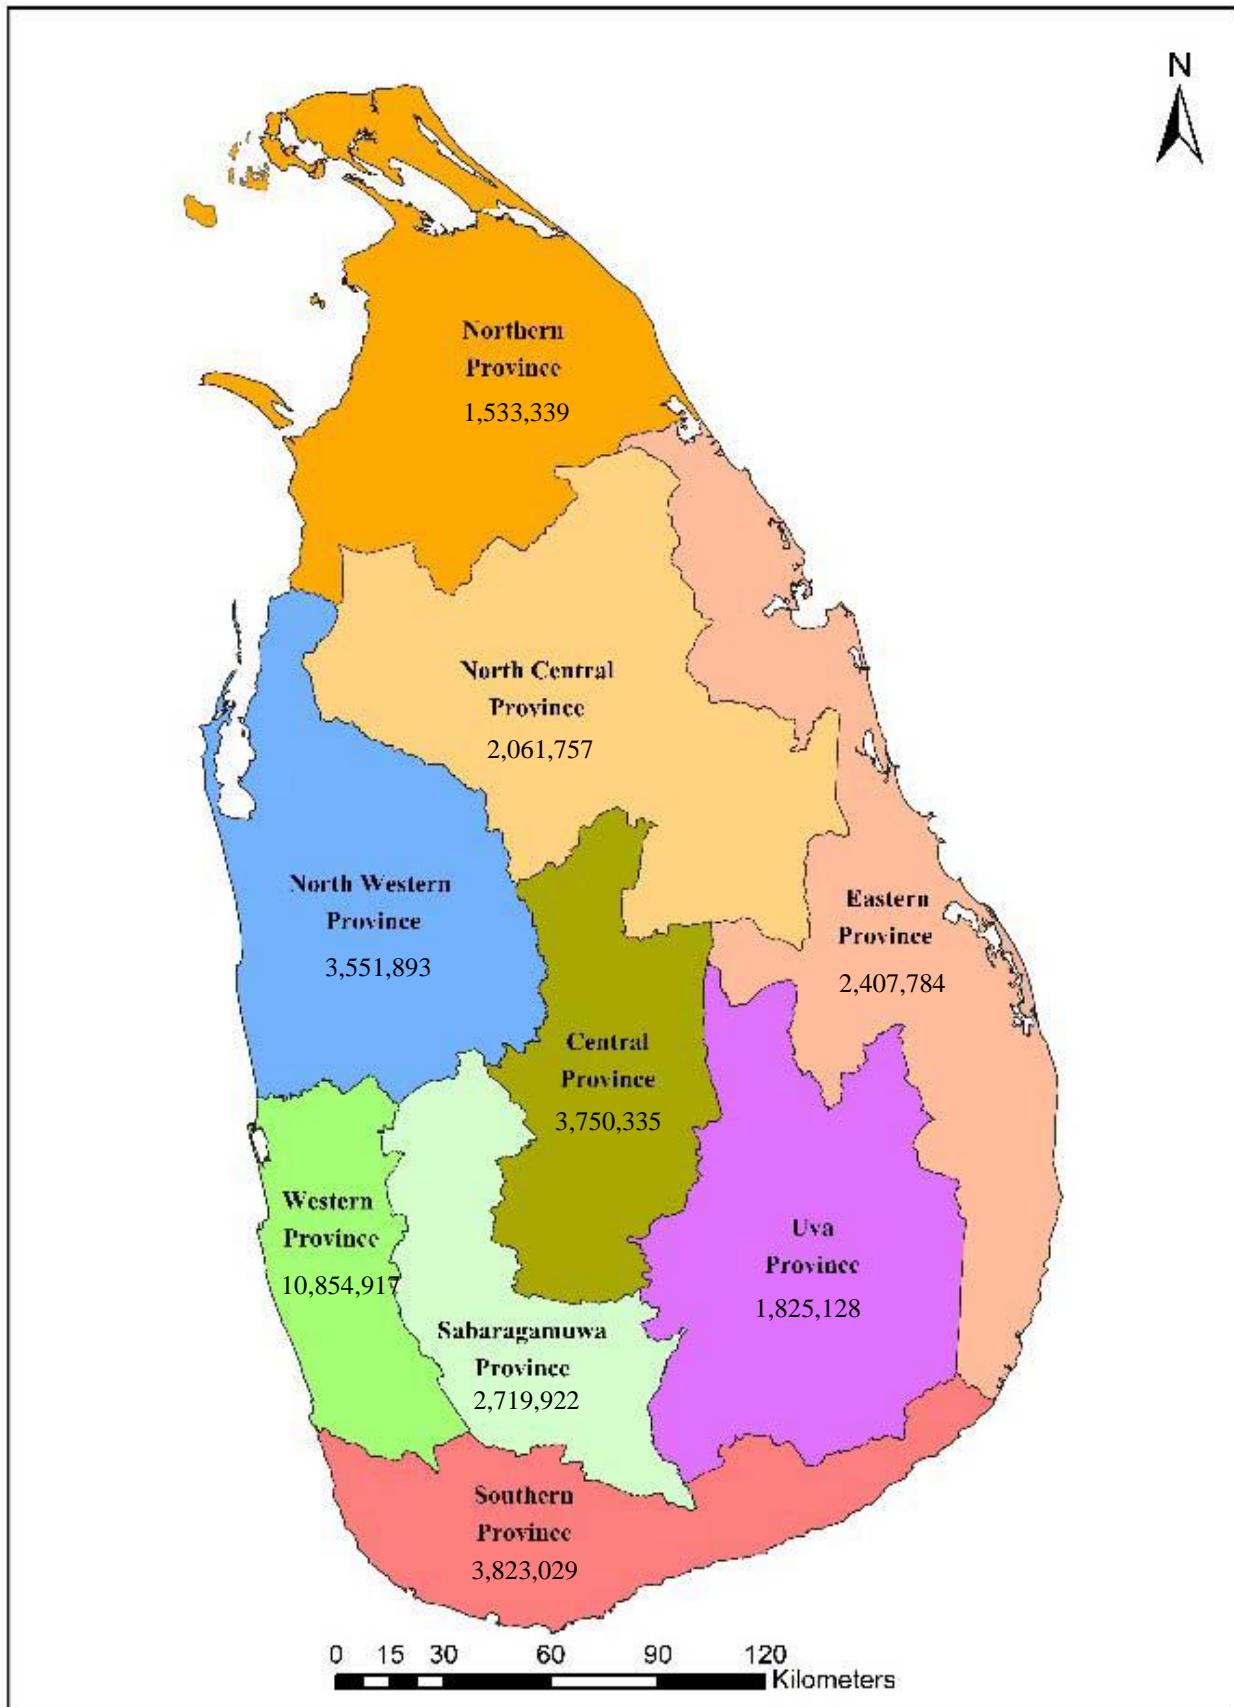 N
Northern
Province
1,533,339
North Central
Province
2,061,757
North Western
Province
3,551,893
Eastern
Province
2,407,784
Central
Province
3,750,335
Western
Province
10,854,917
Uva
Province
1,825,128
Sabaragamuwa
Province
2,719,922
Southern
Province
3,823,029
0 15 30 60 90 120
Kilometers